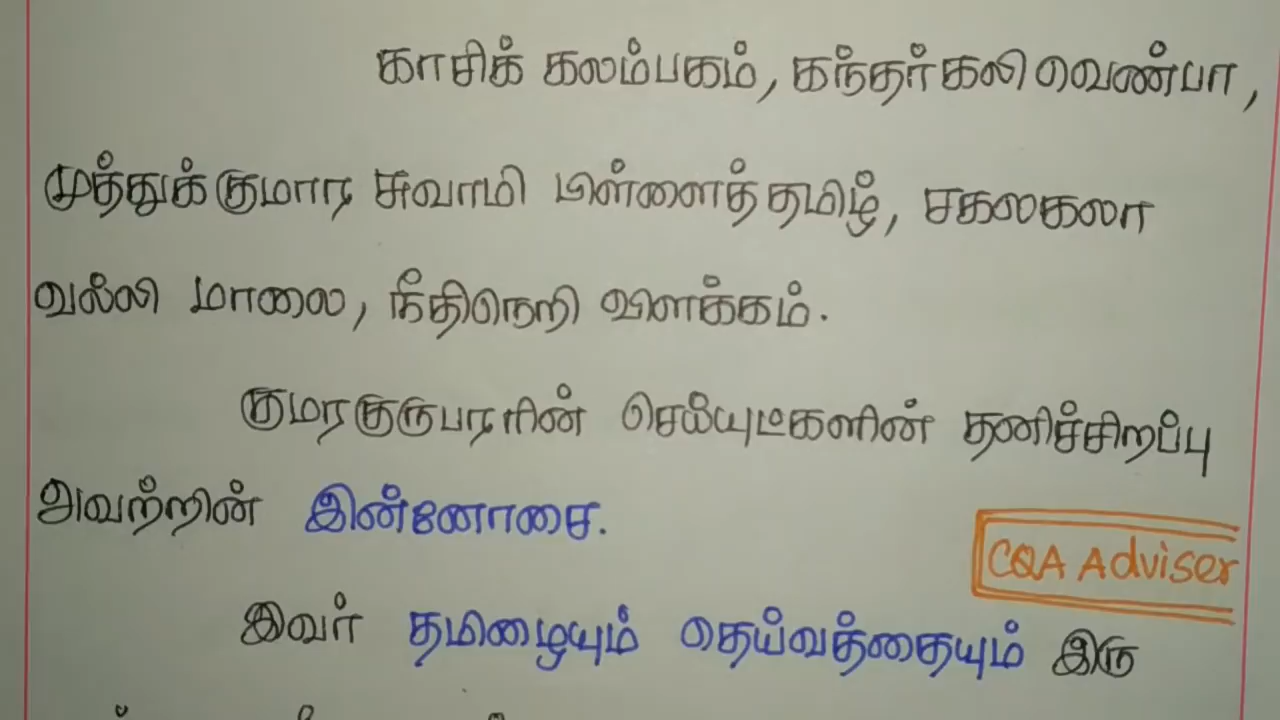 காசிக் கலம்பகம், கந்தர்கலி வெண்பா,
முத்துக்குமார சுவாமி பிள்ளைத்தமிழ், சகலகலா
வல்லி மாலை, நீதிநெறி விளக்கம்.
குமரகுருபரரின் செய்யுட்களின் தனிச்சிறப்பு
அவற்றின் இன்னோசை.
CQA Adviser
இவர் தமிழையும் தெய்வத்தையும் இரு